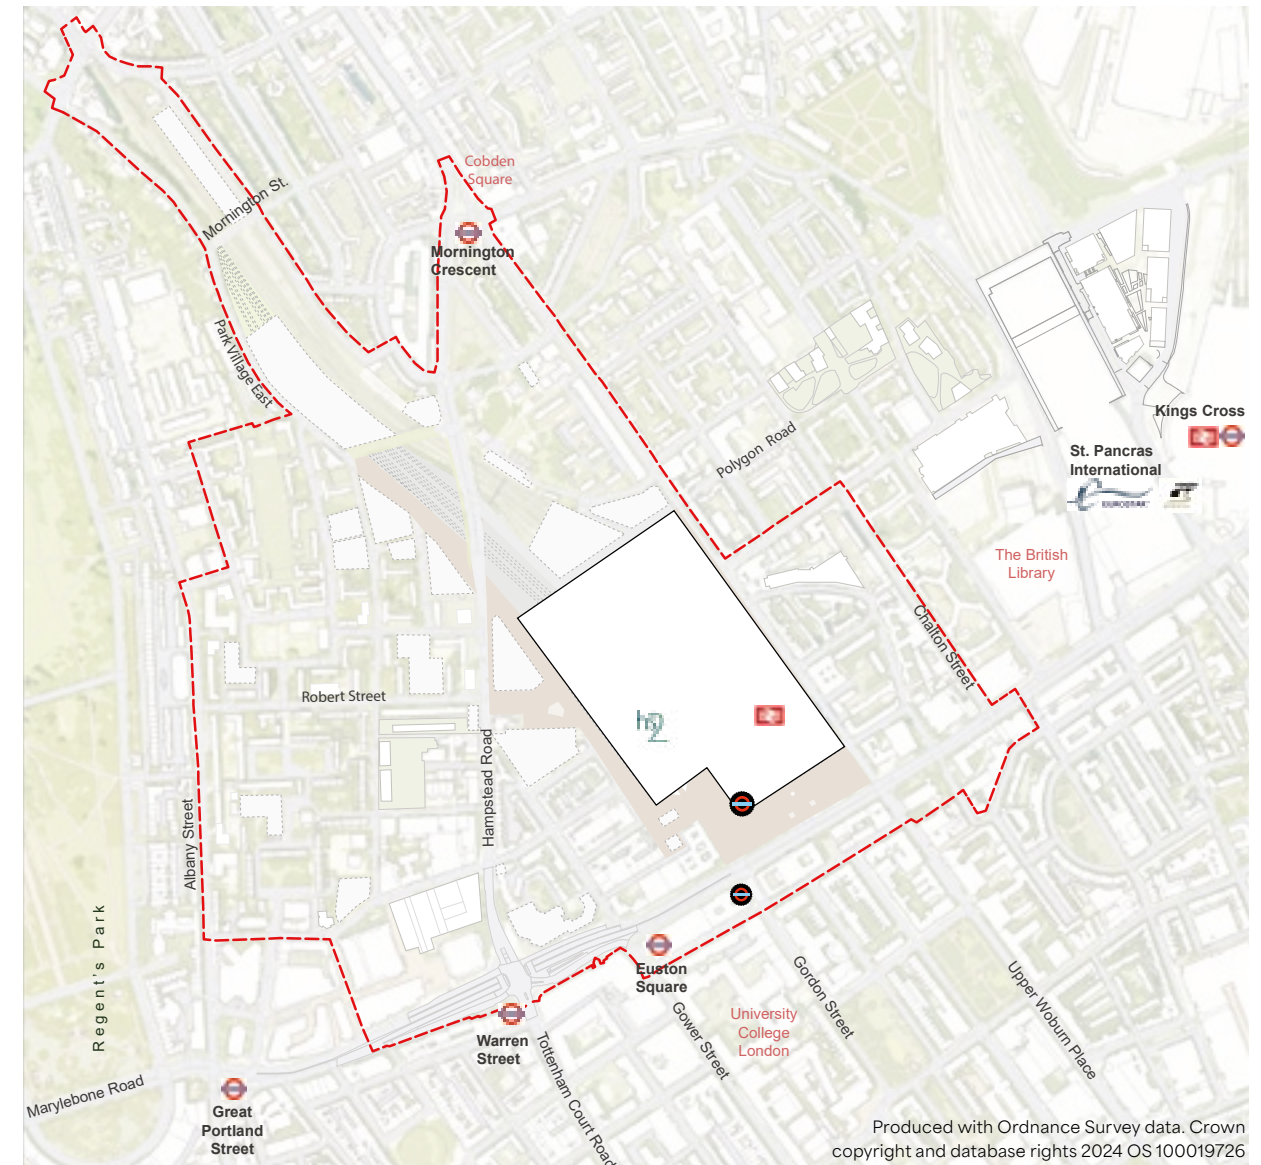 Cobden
Square
Mornington St.
Mornington
Crescent
Park Village East
Polygon Road
Kings Cross
St. Pancras
International
EUROSTAR
The British
Library
Chalton Street
Robert Street
hs2
Hampstead Road
Albany Street
Regent's Park
Euston
Square
Gordon Street
Upper Woburn Place
University
College
London
Gower Street
Warren
Street
Tottenham Court Road
Marylebone Road
Great
Portland
Street
Produced with Ordnance Survey data. Crown
copyright and database rights 2024 OS 100019726